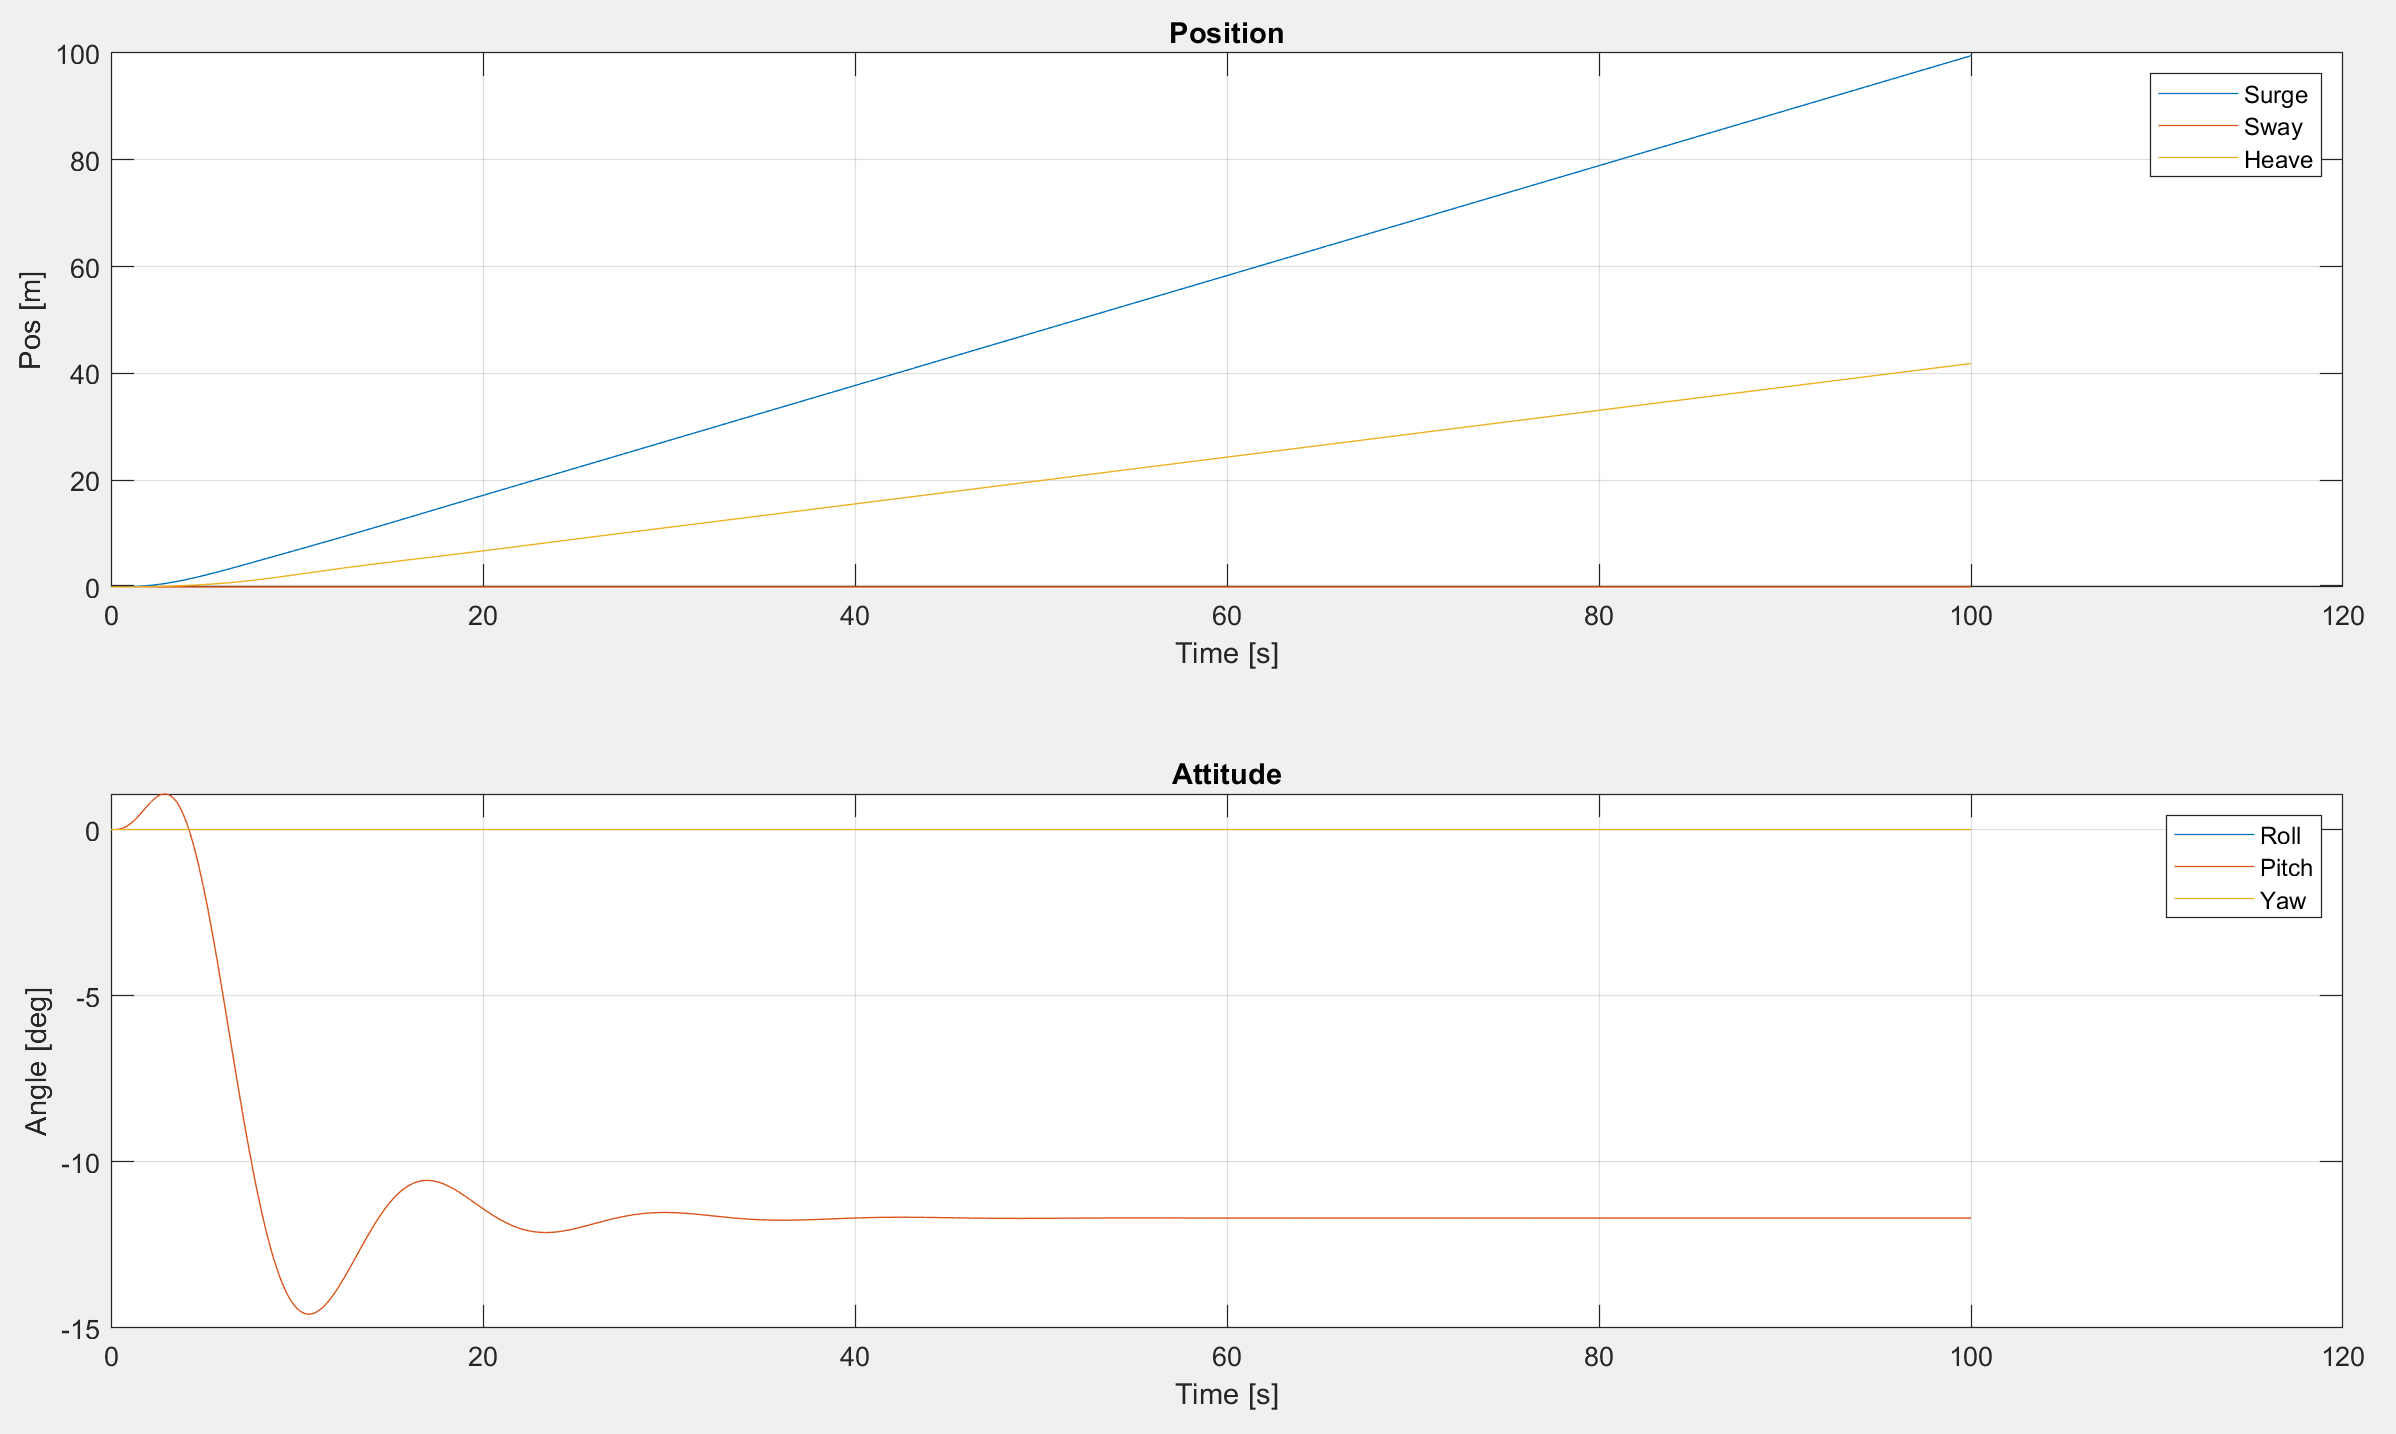 Position
100
80
60
40
20
0
Pos [m]
Surge
Sway
Heave
0 20 40 60 80 100 120
Time [s]
Attitude
0
-5
-10
-15
Angle [deg]
Roll
Pitch
Yaw
0 20 40 60 80 100 120
Time [s]